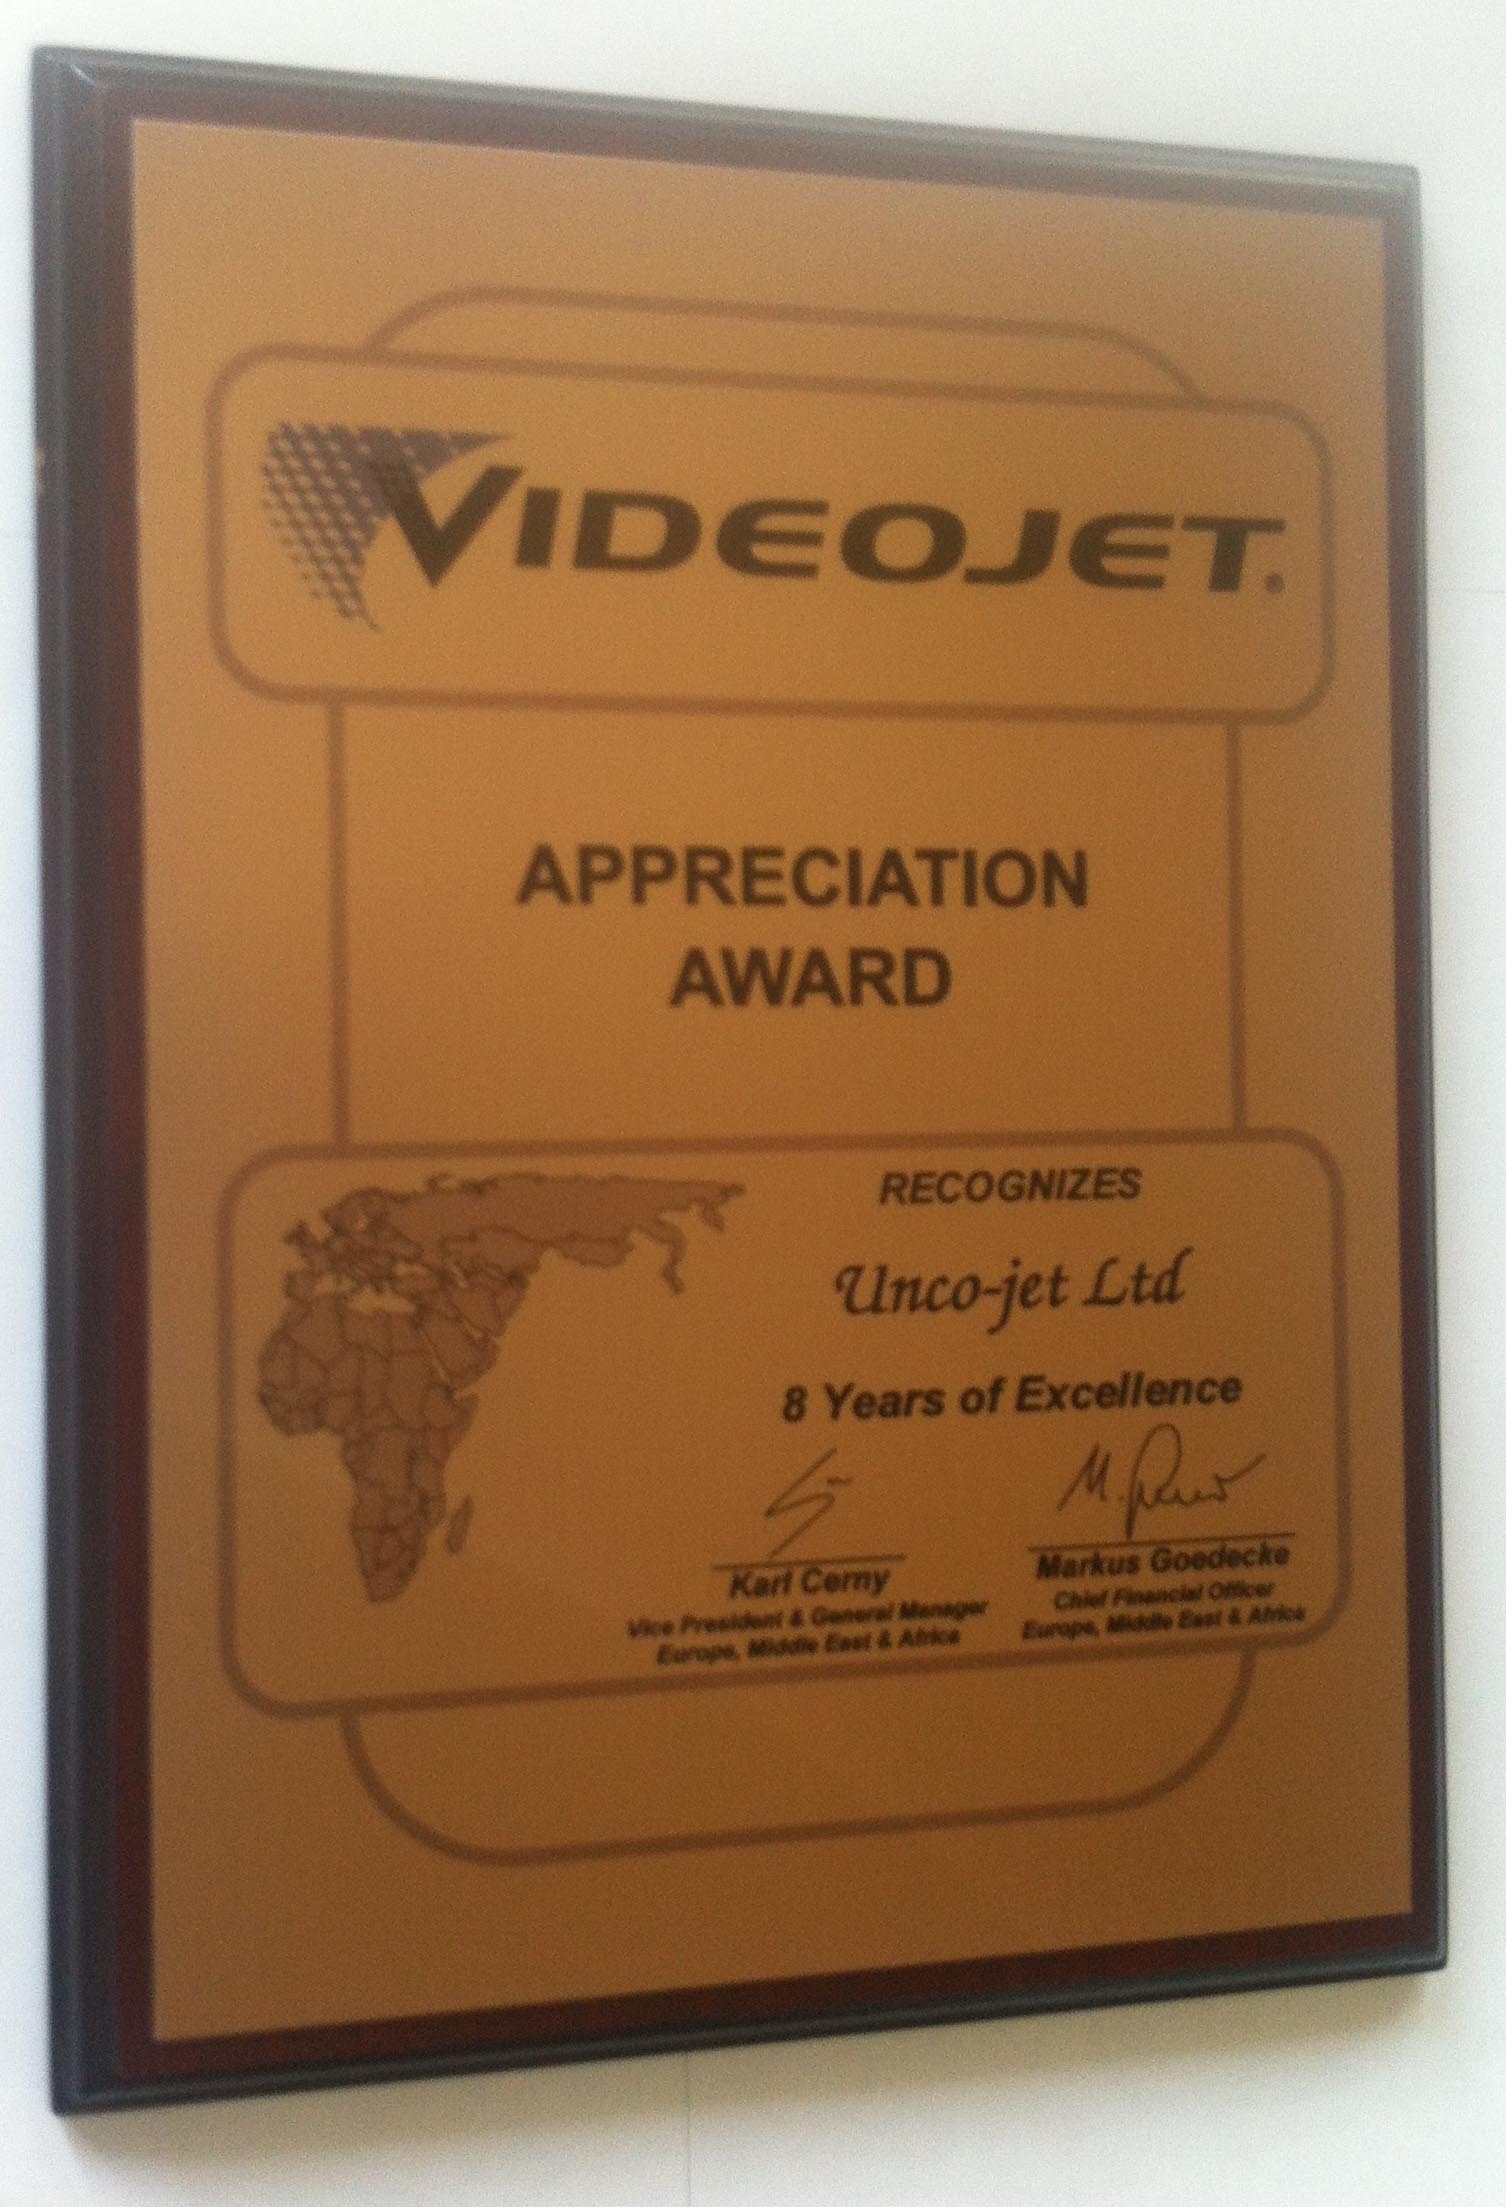 VIDEOJET®
APPRECIATION
AWARD
RECOGNIZES
Unco-jet Ltd
8 Years of Excellence
Karl Cerny
Vice President & General Manager
Europe, Middle East & Africa
Markus Goedecke
Chief Financial Officer
Europe, Middle East & Africa